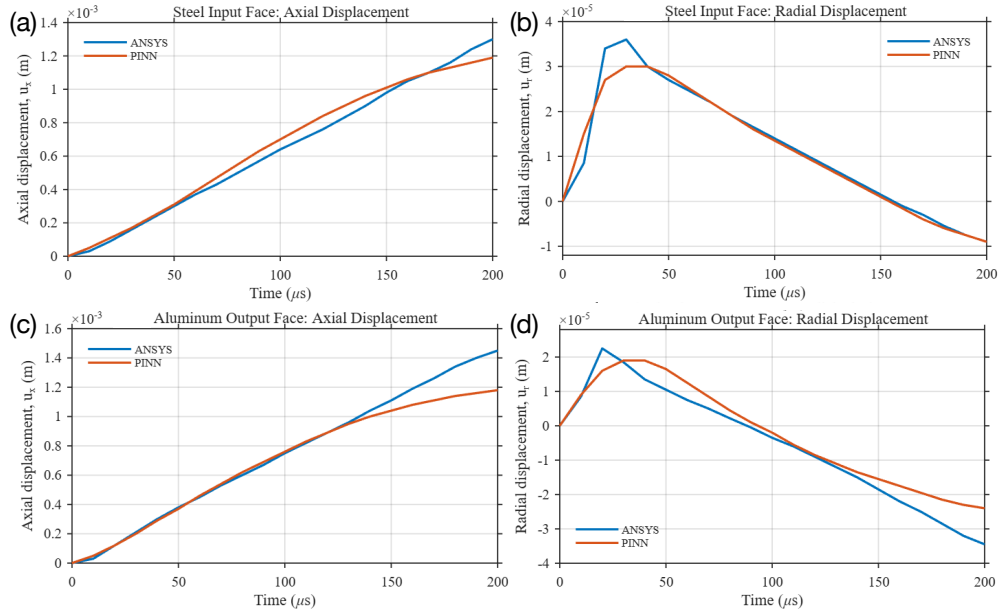 (a)
Steel Input Face: Axial Displacement
×10⁻³
1.4
1.2
1
0.8
0.6
0.4
0.2
0
Axial displacement, uₓ (m)
ANSYS
PINN
0 50 100 150 200
Time (μs)
(b)
Steel Input Face: Radial Displacement
×10⁻⁵
4
3
2
1
0
-1
Radial displacement, uᵣ (m)
ANSYS
PINN
0 50 100 150 200
Time (μs)
(c)
Aluminum Output Face: Axial Displacement
×10⁻³
1.6
1.4
1.2
1
0.8
0.6
0.4
0.2
0
Axial displacement, uₓ (m)
ANSYS
PINN
0 50 100 150 200
Time (μs)
(d)
Aluminum Output Face: Radial Displacement
×10⁻⁵
2
1
0
-1
-2
-3
-4
Radial displacement, uᵣ (m)
ANSYS
PINN
0 50 100 150 200
Time (μs)